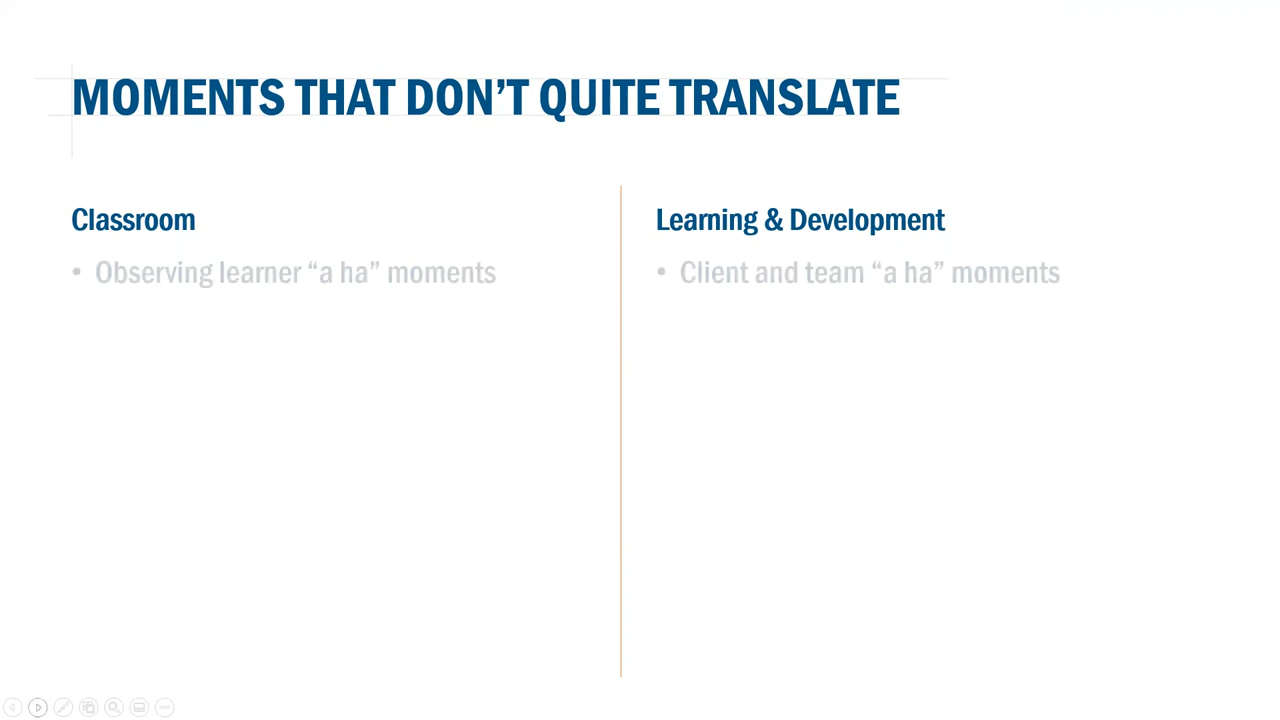 MOMENTS THAT DON’T QUITE TRANSLATE
Classroom
• Observing learner “a ha” moments
Learning & Development
• Client and team “a ha” moments